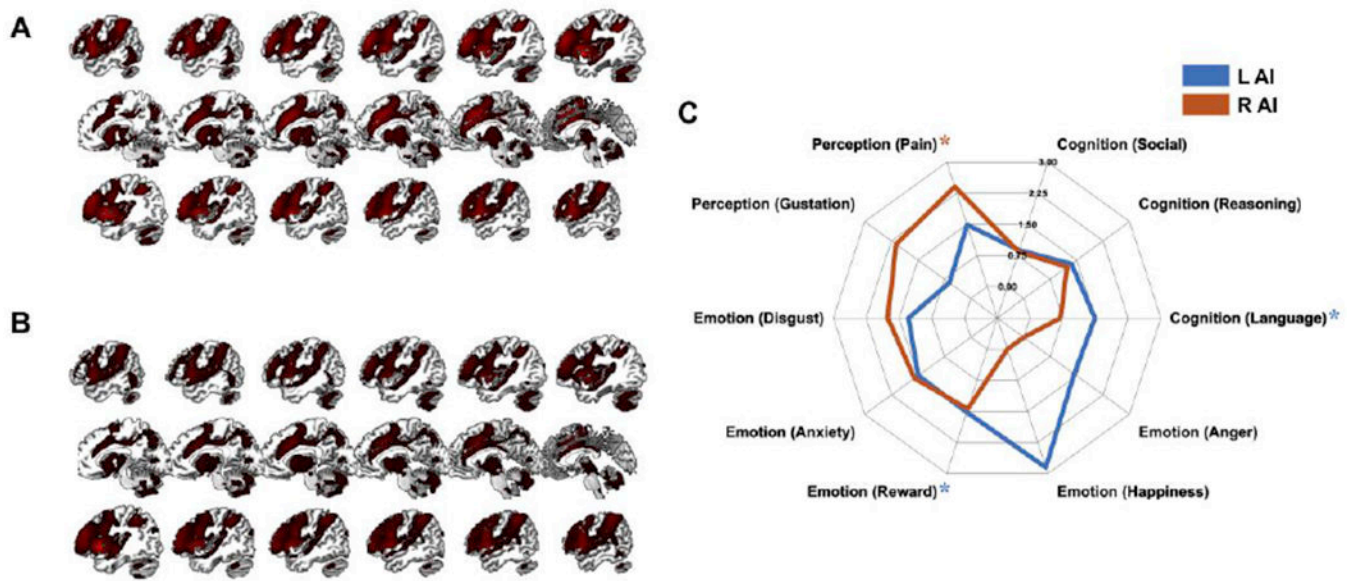 A
B
C
L AI
R AI
Perception (Pain)*
Cognition (Social)
3.00
Perception (Gustation)
2.25
Cognition (Reasoning)
1.50
0.75
0.00
Emotion (Disgust)
Cognition (Language)*
Emotion (Anxiety)
Emotion (Anger)
Emotion (Reward)*
Emotion (Happiness)